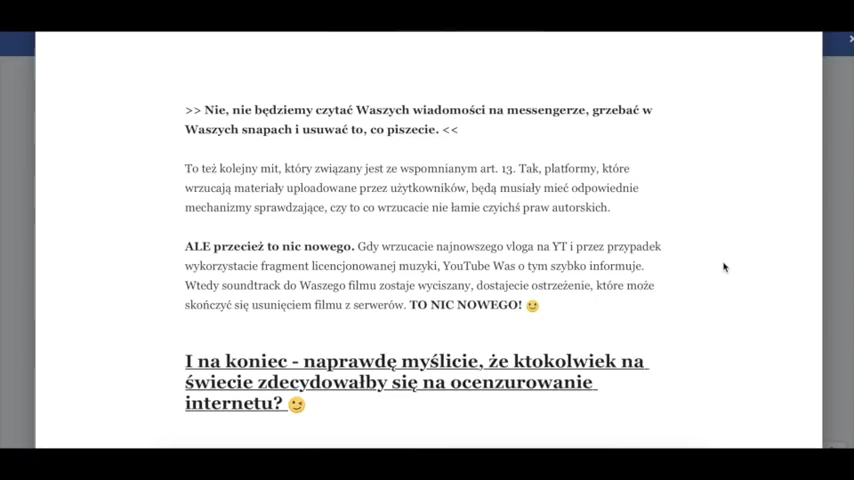 >> Nie, nie będziemy czytać Waszych wiadomości na messengerze, grzebać w
Waszych snapach i usuwać to, co piszecie. <<
To też kolejny mit, który związany jest ze wspomnianym art. 13. Tak, platformy, które
wrzucają materiały uploadowane przez użytkowników, będą musiały mieć odpowiednie
mechanizmy sprawdzające, czy to co wrzucacie nie łamie czyichś praw autorskich.
ALE przecież to nic nowego. Gdy wrzucacie najnowszego vloga na YT i przez przypadek
wykorzystacie fragment licencjonowanej muzyki, YouTube Was o tym szybko informuje.
Wtedy soundtrack do Waszego filmu zostaje wyciszany, dostajecie ostrzeżenie, które może
skończyć się usunięciem filmu z serwerów. TO NIC NOWEGO! 🙂
I na koniec - naprawdę myślicie, że ktokolwiek na
świecie zdecydowałby się na ocenzurowanie
internetu? 😉